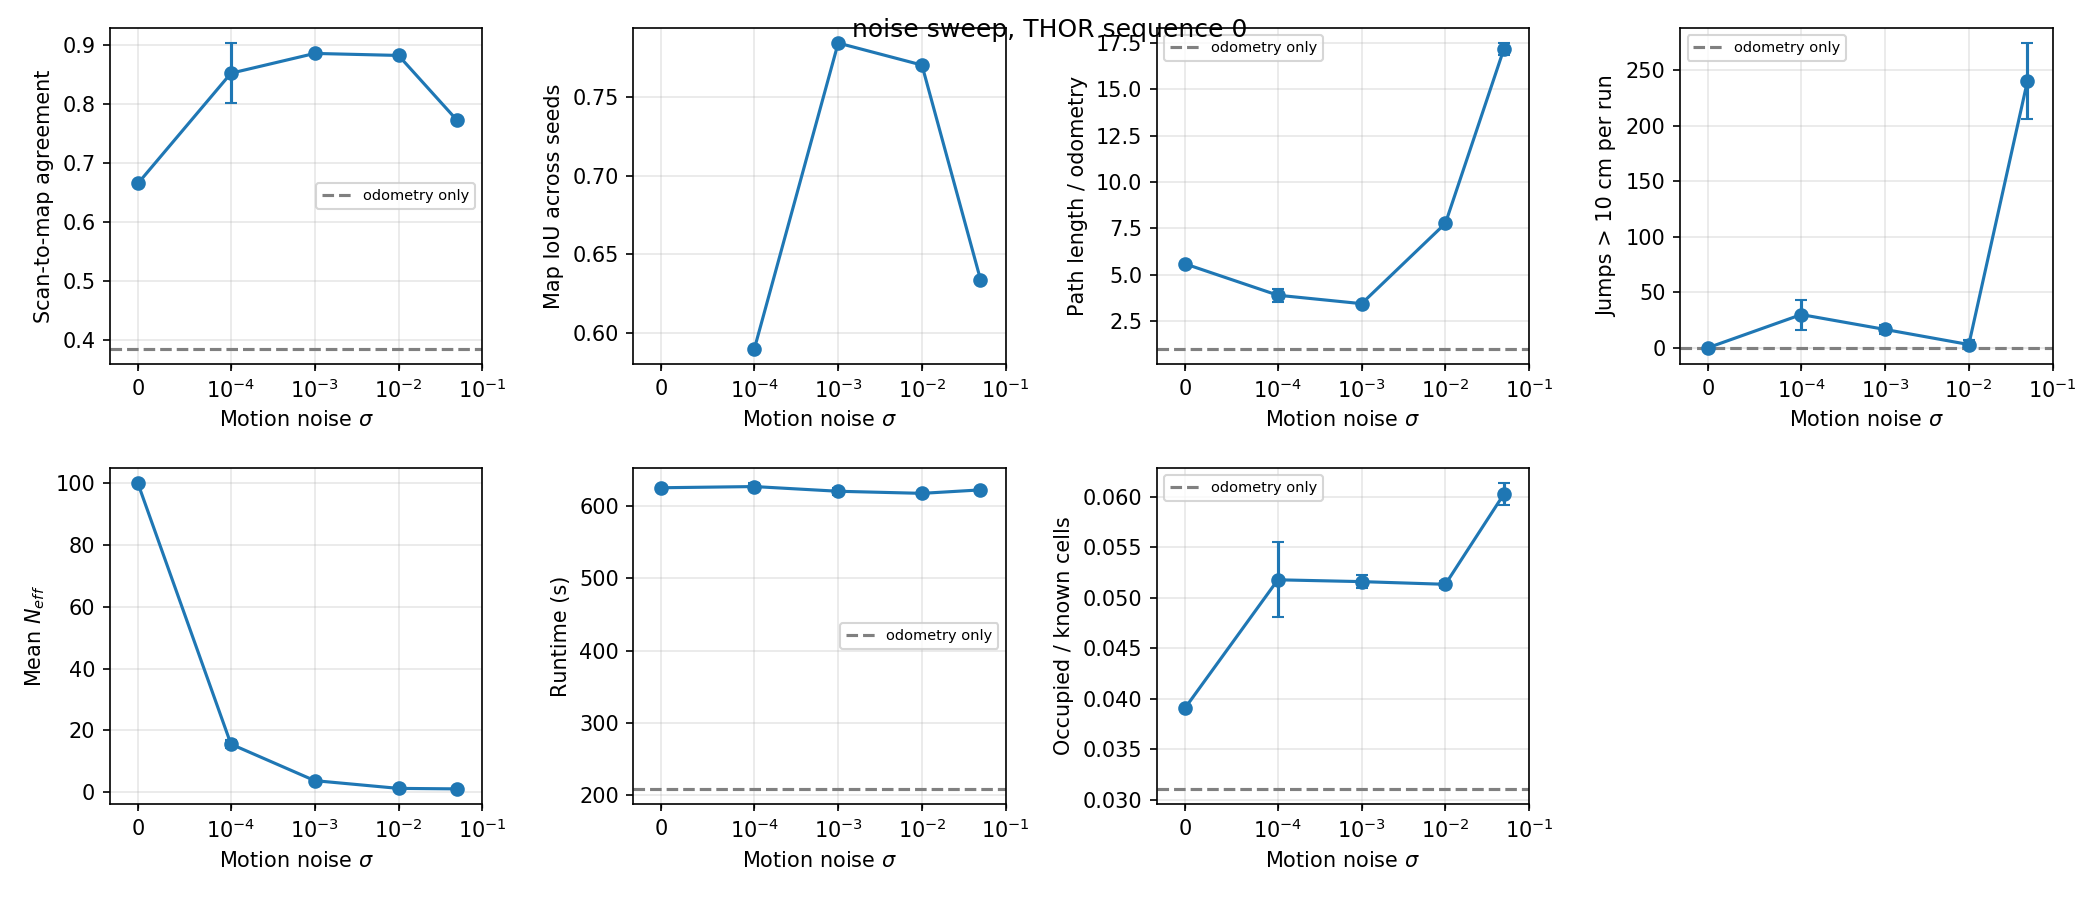 noise sweep, THOR sequence 0
Scan-to-map agreement
0.9
0.8
0.7
0.6
0.5
0.4
odometry only
0 10⁻⁴ 10⁻³ 10⁻² 10⁻¹
Motion noise σ
Map IoU across seeds
0.75
0.70
0.65
0.60
0 10⁻⁴ 10⁻³ 10⁻² 10⁻¹
Motion noise σ
Path length / odometry
17.5
15.0
12.5
10.0
7.5
5.0
2.5
odometry only
0 10⁻⁴ 10⁻³ 10⁻² 10⁻¹
Motion noise σ
Jumps > 10 cm per run
250
200
150
100
50
0
odometry only
0 10⁻⁴ 10⁻³ 10⁻² 10⁻¹
Motion noise σ
Mean N_eff
100
80
60
40
20
0
0 10⁻⁴ 10⁻³ 10⁻² 10⁻¹
Motion noise σ
Runtime (s)
600
500
400
300
200
odometry only
0 10⁻⁴ 10⁻³ 10⁻² 10⁻¹
Motion noise σ
Occupied / known cells
0.060
0.055
0.050
0.045
0.040
0.035
0.030
odometry only
0 10⁻⁴ 10⁻³ 10⁻² 10⁻¹
Motion noise σ